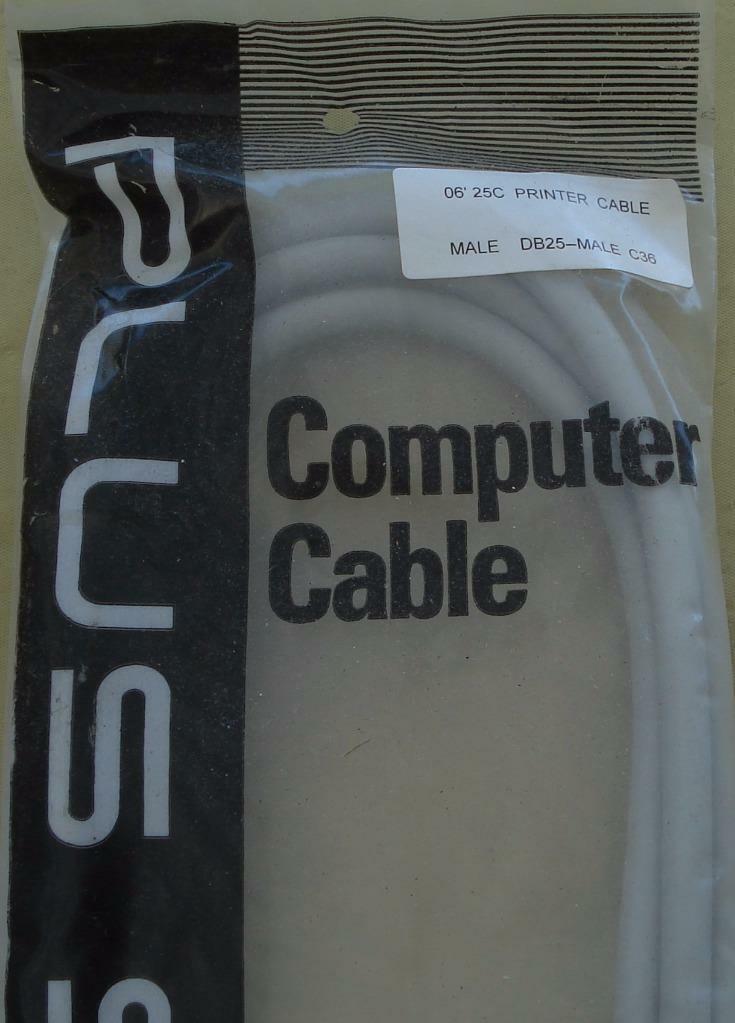 PLUS S
06' 25C PRINTER CABLE
MALE DB25–MALE C36
Computer
Cable